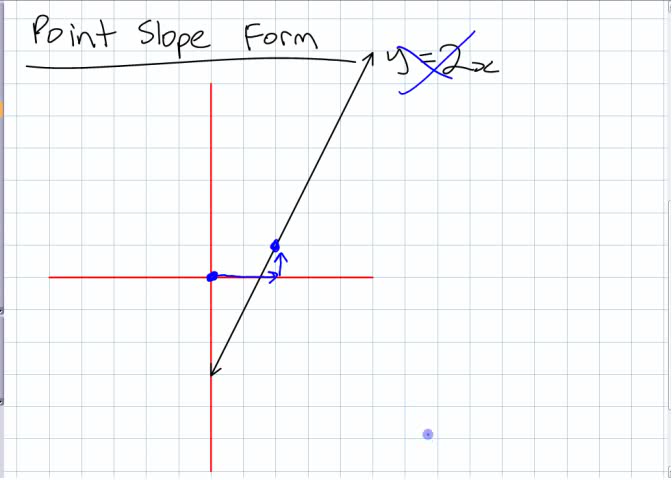 Point Slope Form
y = 2x